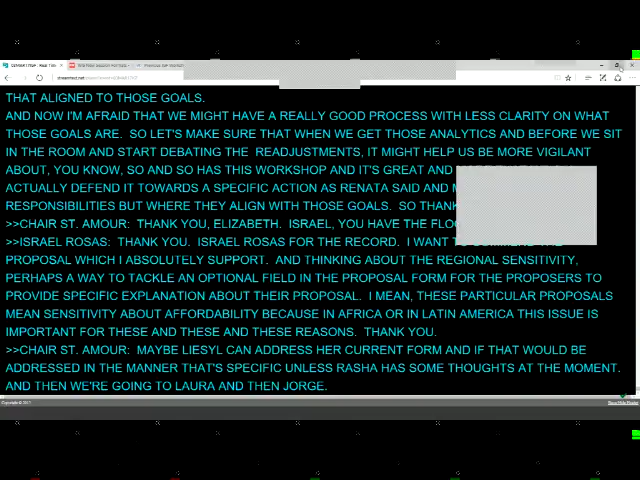 streamtext.net
THAT ALIGNED TO THOSE GOALS.
AND NOW I'M AFRAID THAT WE MIGHT HAVE A REALLY GOOD PROCESS WITH LESS CLARITY ON WHAT
THOSE GOALS ARE. SO LET'S MAKE SURE THAT WHEN WE GET THOSE ANALYTICS AND BEFORE WE SIT
IN THE ROOM AND START DEBATING THE READJUSTMENTS, IT MIGHT HELP US BE MORE VIGILANT
ABOUT, YOU KNOW, SO AND SO HAS THIS WORKSHOP AND IT'S GREAT AND
ACTUALLY DEFEND IT TOWARDS A SPECIFIC ACTION AS RENATA SAID AND
RESPONSIBILITIES BUT WHERE THEY ALIGN WITH THOSE GOALS. SO THANK
>>CHAIR ST. AMOUR: THANK YOU, ELIZABETH. ISRAEL, YOU HAVE THE
>>ISRAEL ROSAS: THANK YOU. ISRAEL ROSAS FOR THE RECORD. I WANT
PROPOSAL WHICH I ABSOLUTELY SUPPORT. AND THINKING ABOUT THE REGIONAL SENSITIVITY,
PERHAPS A WAY TO TACKLE AN OPTIONAL FIELD IN THE PROPOSAL FORM FOR THE PROPOSERS TO
PROVIDE SPECIFIC EXPLANATION ABOUT THEIR PROPOSAL. I MEAN, THESE PARTICULAR PROPOSALS
MEAN SENSITIVITY ABOUT AFFORDABILITY BECAUSE IN AFRICA OR IN LATIN AMERICA THIS ISSUE IS
IMPORTANT FOR THESE AND THESE AND THESE REASONS. THANK YOU.
>>CHAIR ST. AMOUR: MAYBE LIESYL CAN ADDRESS HER CURRENT FORM AND IF THAT WOULD BE
ADDRESSED IN THE MANNER THAT'S SPECIFIC UNLESS RASHA HAS SOME THOUGHTS AT THE MOMENT.
AND THEN WE'RE GOING TO LAURA AND THEN JORGE.